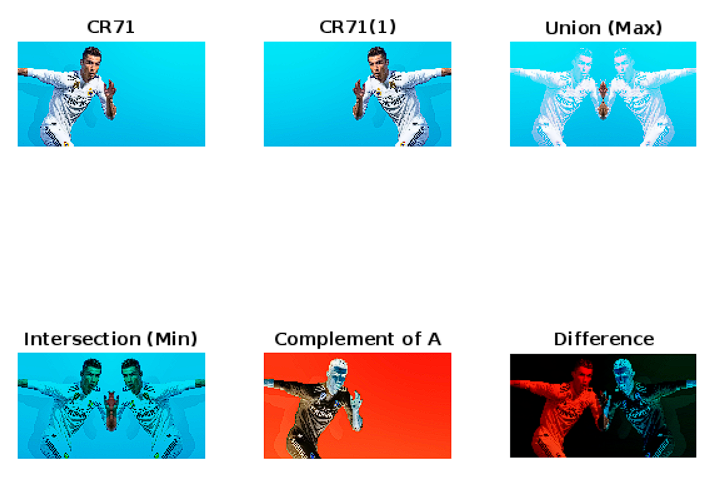 CR71
CR71(1)
Union (Max)
Intersection (Min)
Complement of A
Difference